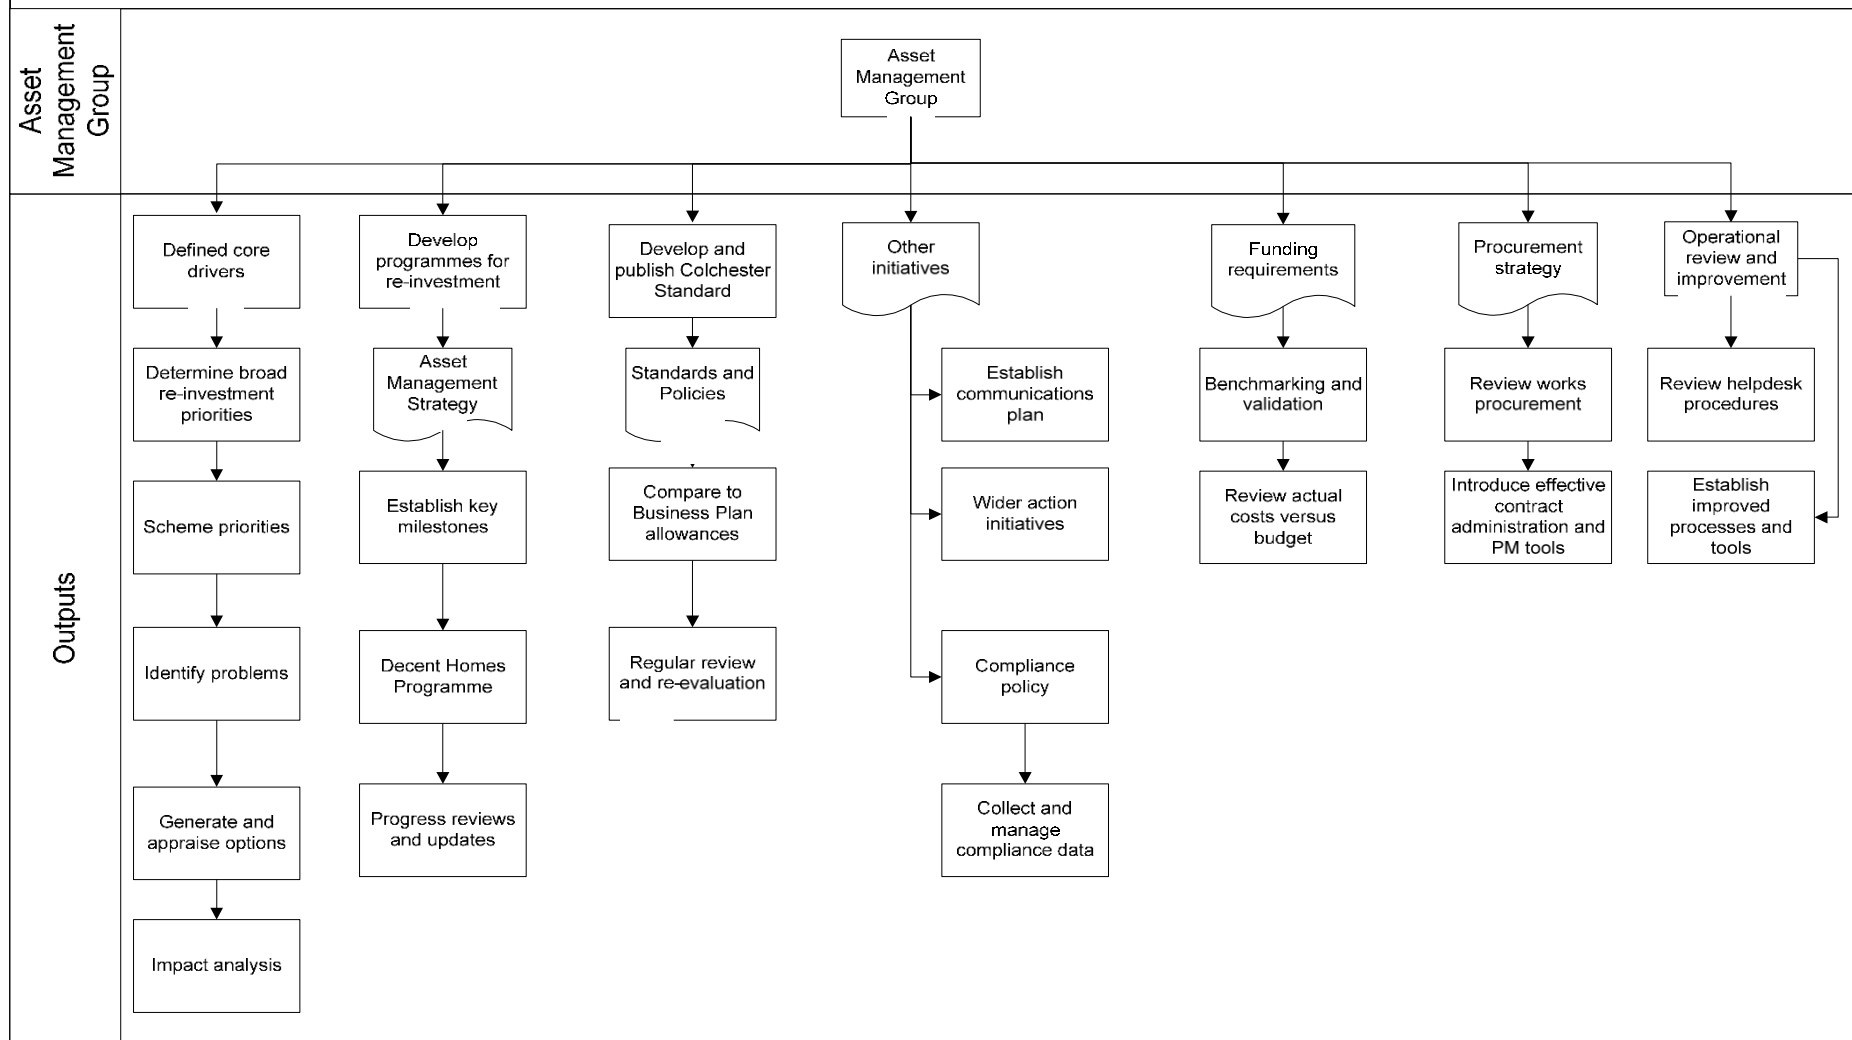 Asset
Management
Group
Asset
Management
Group
Outputs
Defined core
drivers
Develop
programmes for
re-investment
Develop and
publish Colchester
Standard
Other
initiatives
Funding
requirements
Procurement
strategy
Operational
review and
improvement
Determine broad
re-investment
priorities
Asset
Management
Strategy
Standards and
Policies
Establish
communications
plan
Benchmarking and
validation
Review works
procurement
Review helpdesk
procedures
Scheme priorities
Establish key
milestones
Compare to
Business Plan
allowances
Wider action
initiatives
Review actual
costs versus
budget
Introduce effective
contract
administration and
PM tools
Establish
improved
processes and
tools
Identify problems
Decent Homes
Programme
Regular review
and re-evaluation
Compliance
policy
Generate and
appraise options
Progress reviews
and updates
Collect and
manage
compliance data
Impact analysis